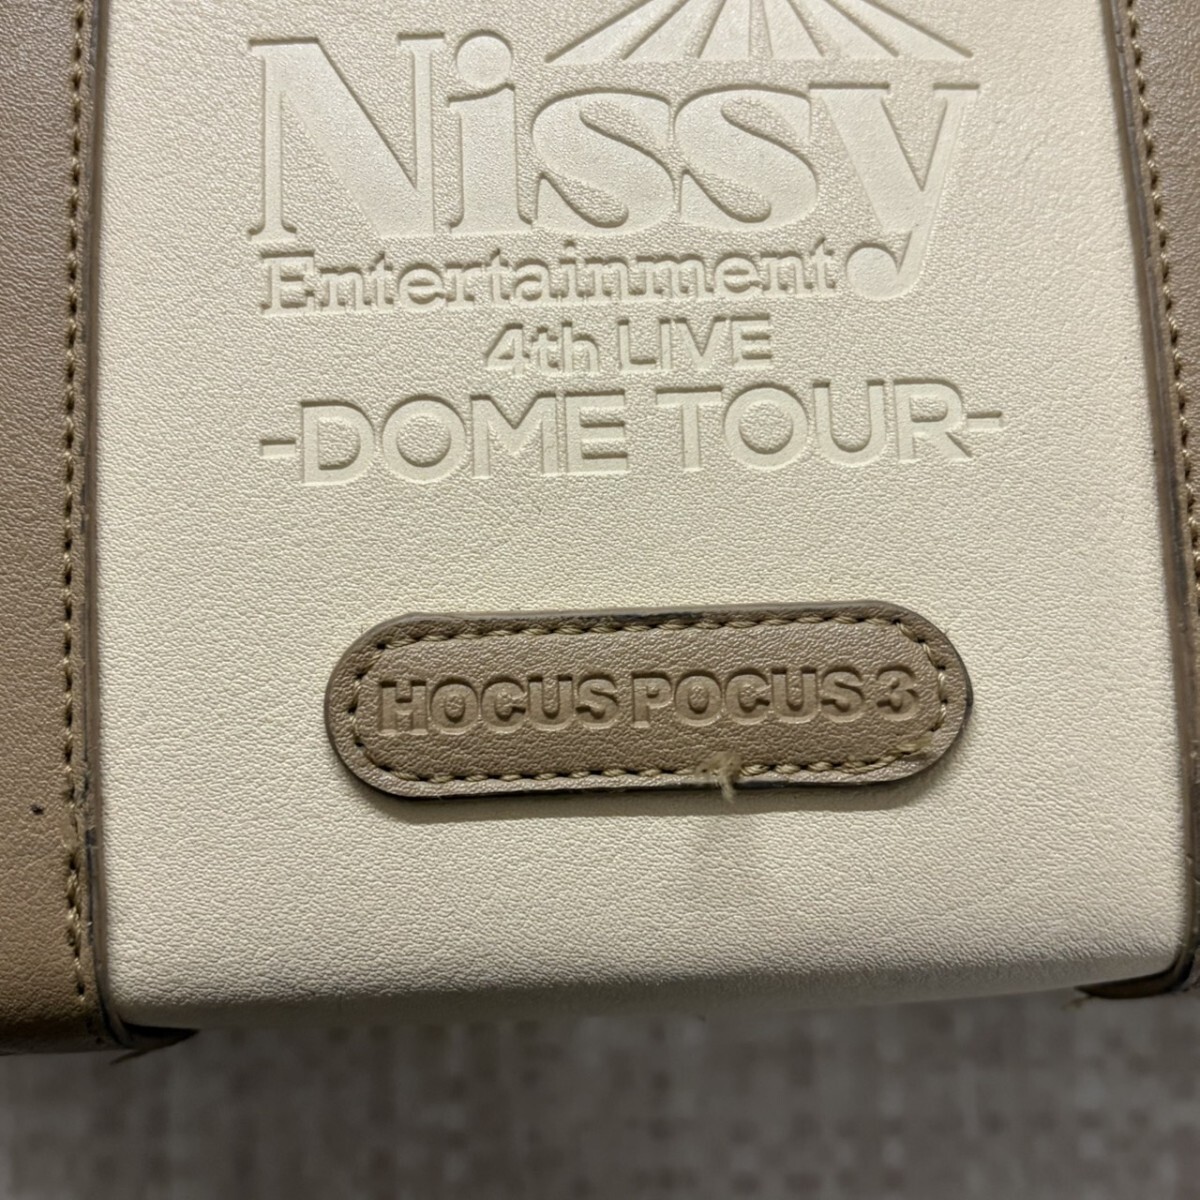 Nissy
Entertainment
4th LIVE
-DOME TOUR-
HOCUS POCUS 3